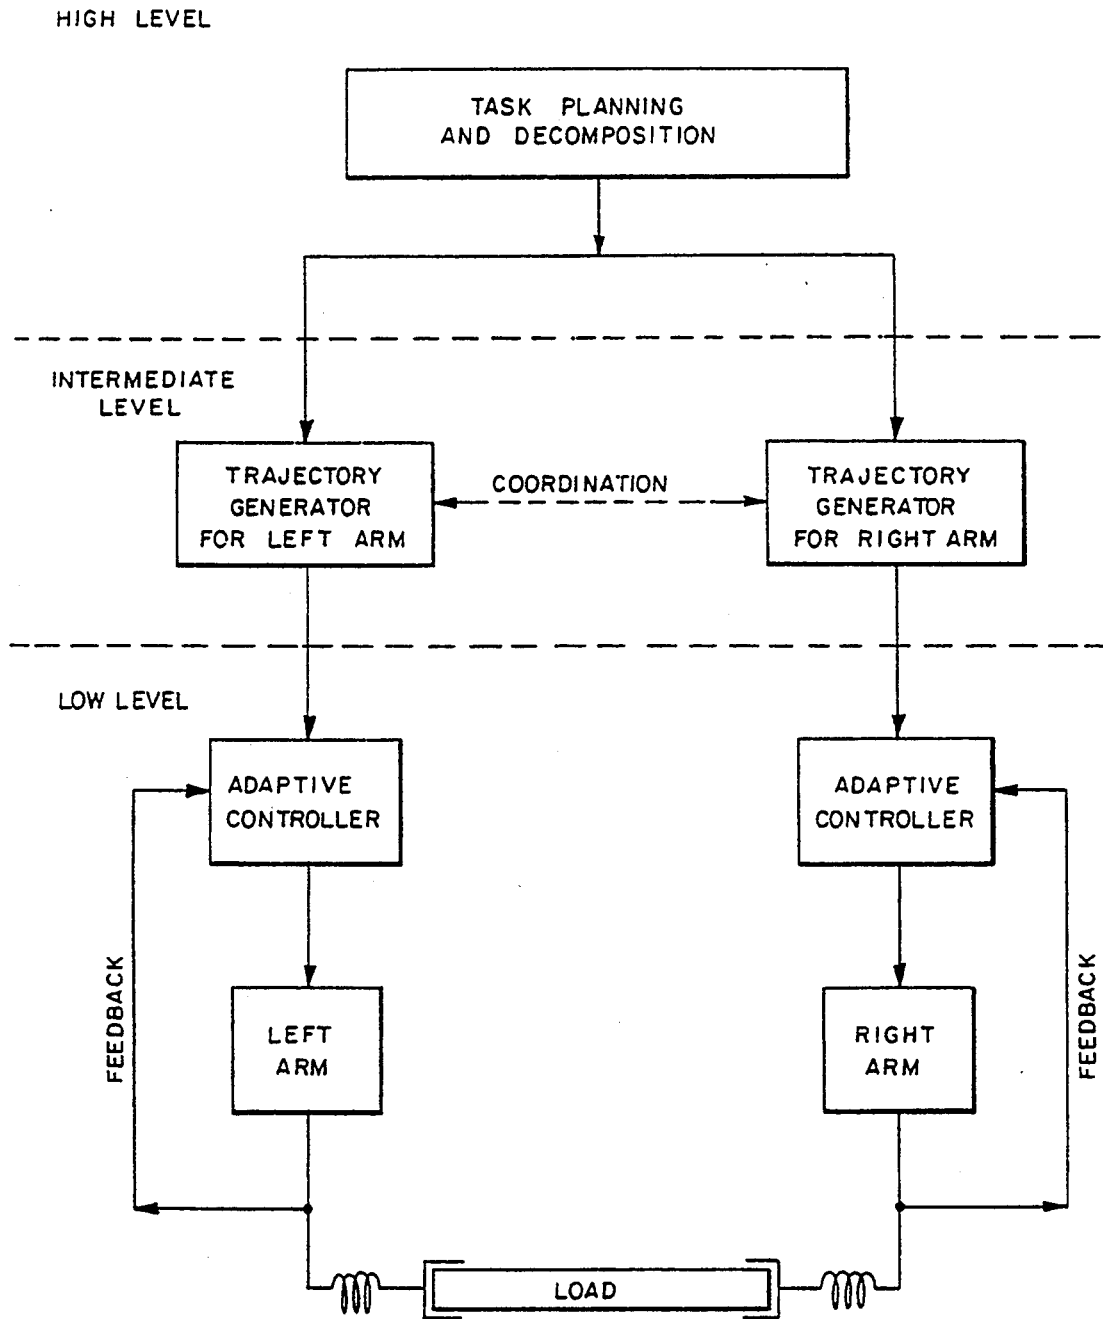 HIGH LEVEL
TASK PLANNING
AND DECOMPOSITION
INTERMEDIATE
LEVEL
TRAJECTORY
GENERATOR
FOR LEFT ARM
COORDINATION
TRAJECTORY
GENERATOR
FOR RIGHT ARM
LOW LEVEL
ADAPTIVE
CONTROLLER
ADAPTIVE
CONTROLLER
FEEDBACK
LEFT
ARM
RIGHT
ARM
FEEDBACK
LOAD